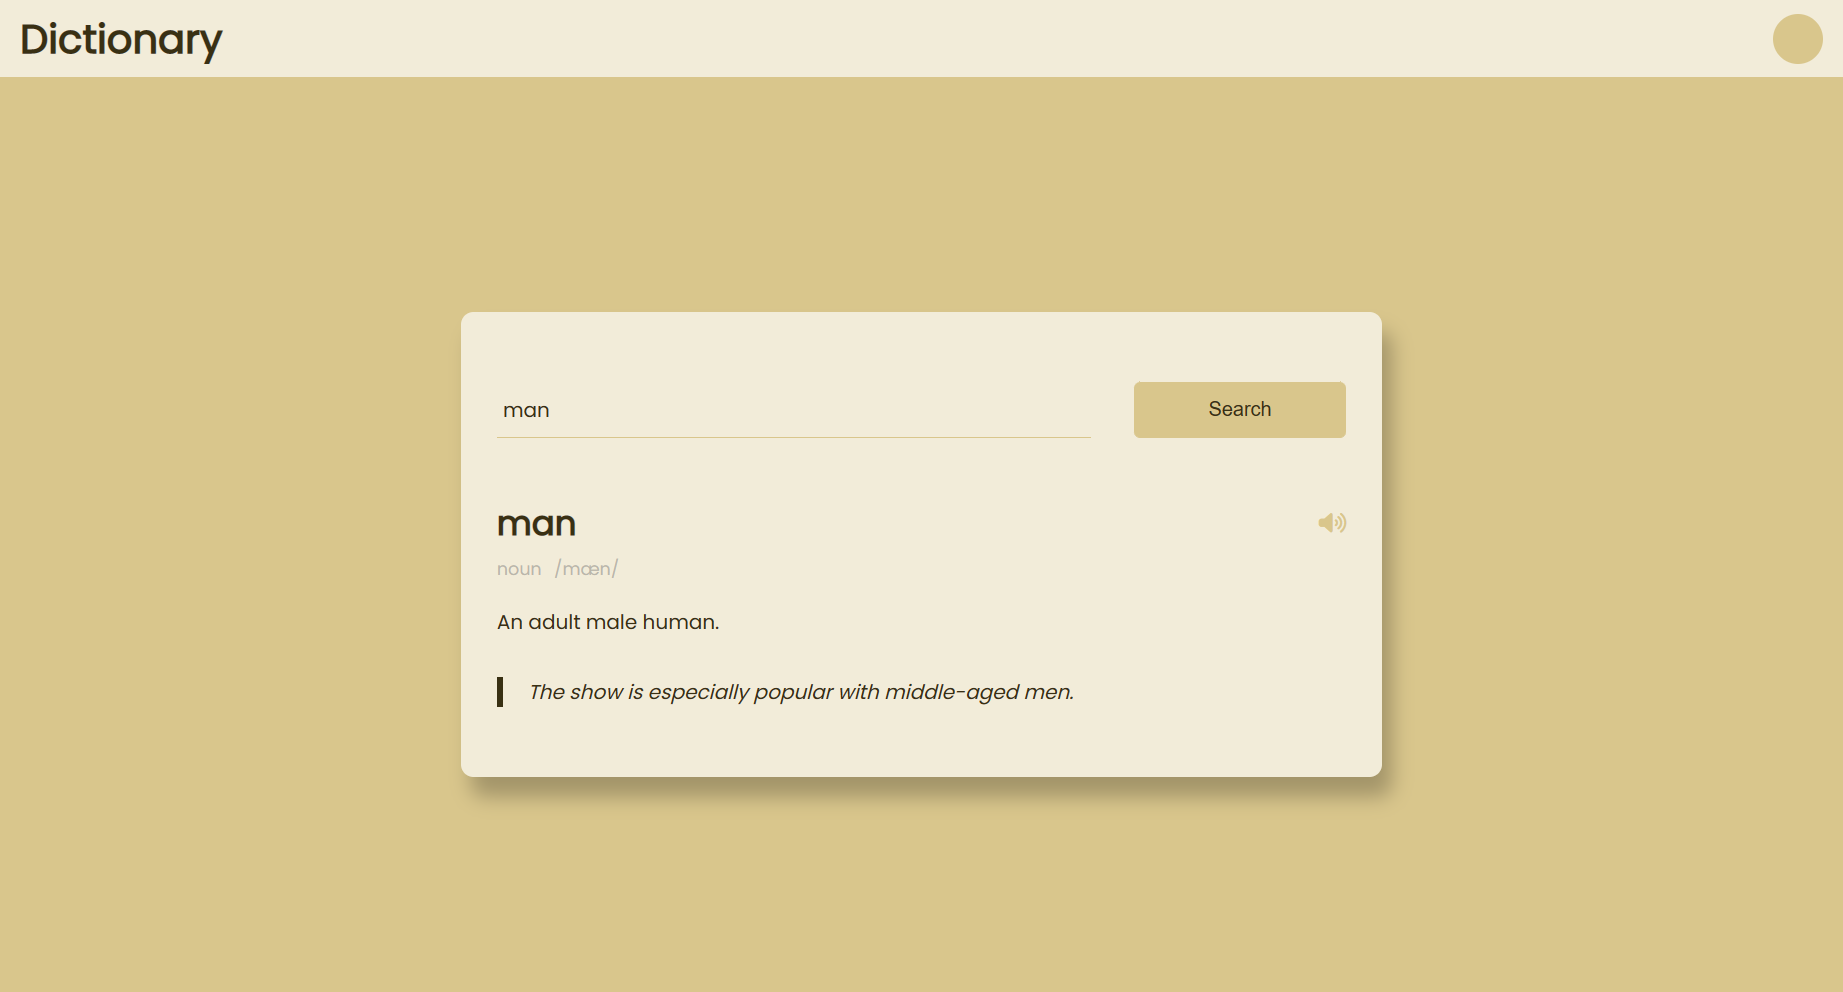 Dictionary
man
Search
man
noun /mæn/
An adult male human.
The show is especially popular with middle-aged men.